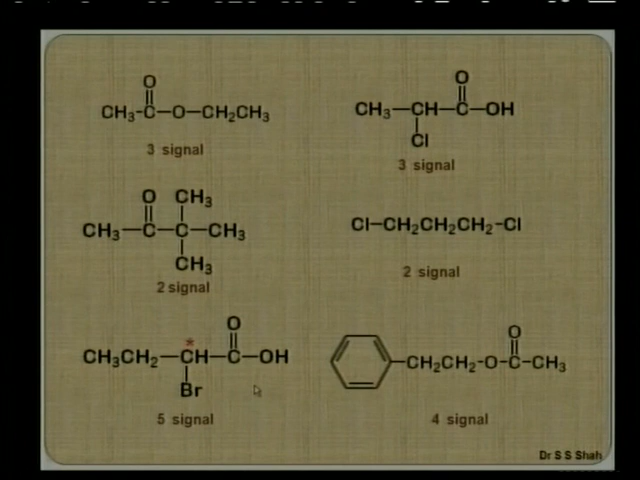 O
CH₃-C-O-CH₂CH₃
3 signal
O
CH₃-CH-C-OH
Cl
3 signal
O CH₃
CH₃-C-C-CH₃
CH₃
2 signal
Cl-CH₂CH₂CH₂-Cl
2 signal
O
* 
CH₃CH₂-CH-C-OH
Br
5 signal
O
CH₂CH₂-O-C-CH₃
4 signal
Dr S S Shah